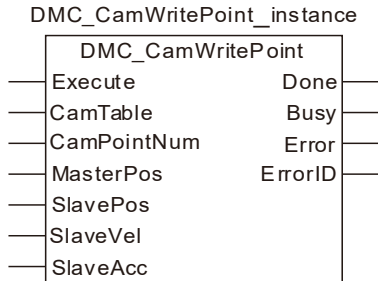 DMC_CamWritePoint_instance
DMC_CamWritePoint
Execute Done
CamTable Busy
CamPointNum Error
MasterPos ErrorID
SlavePos
SlaveVel
SlaveAcc